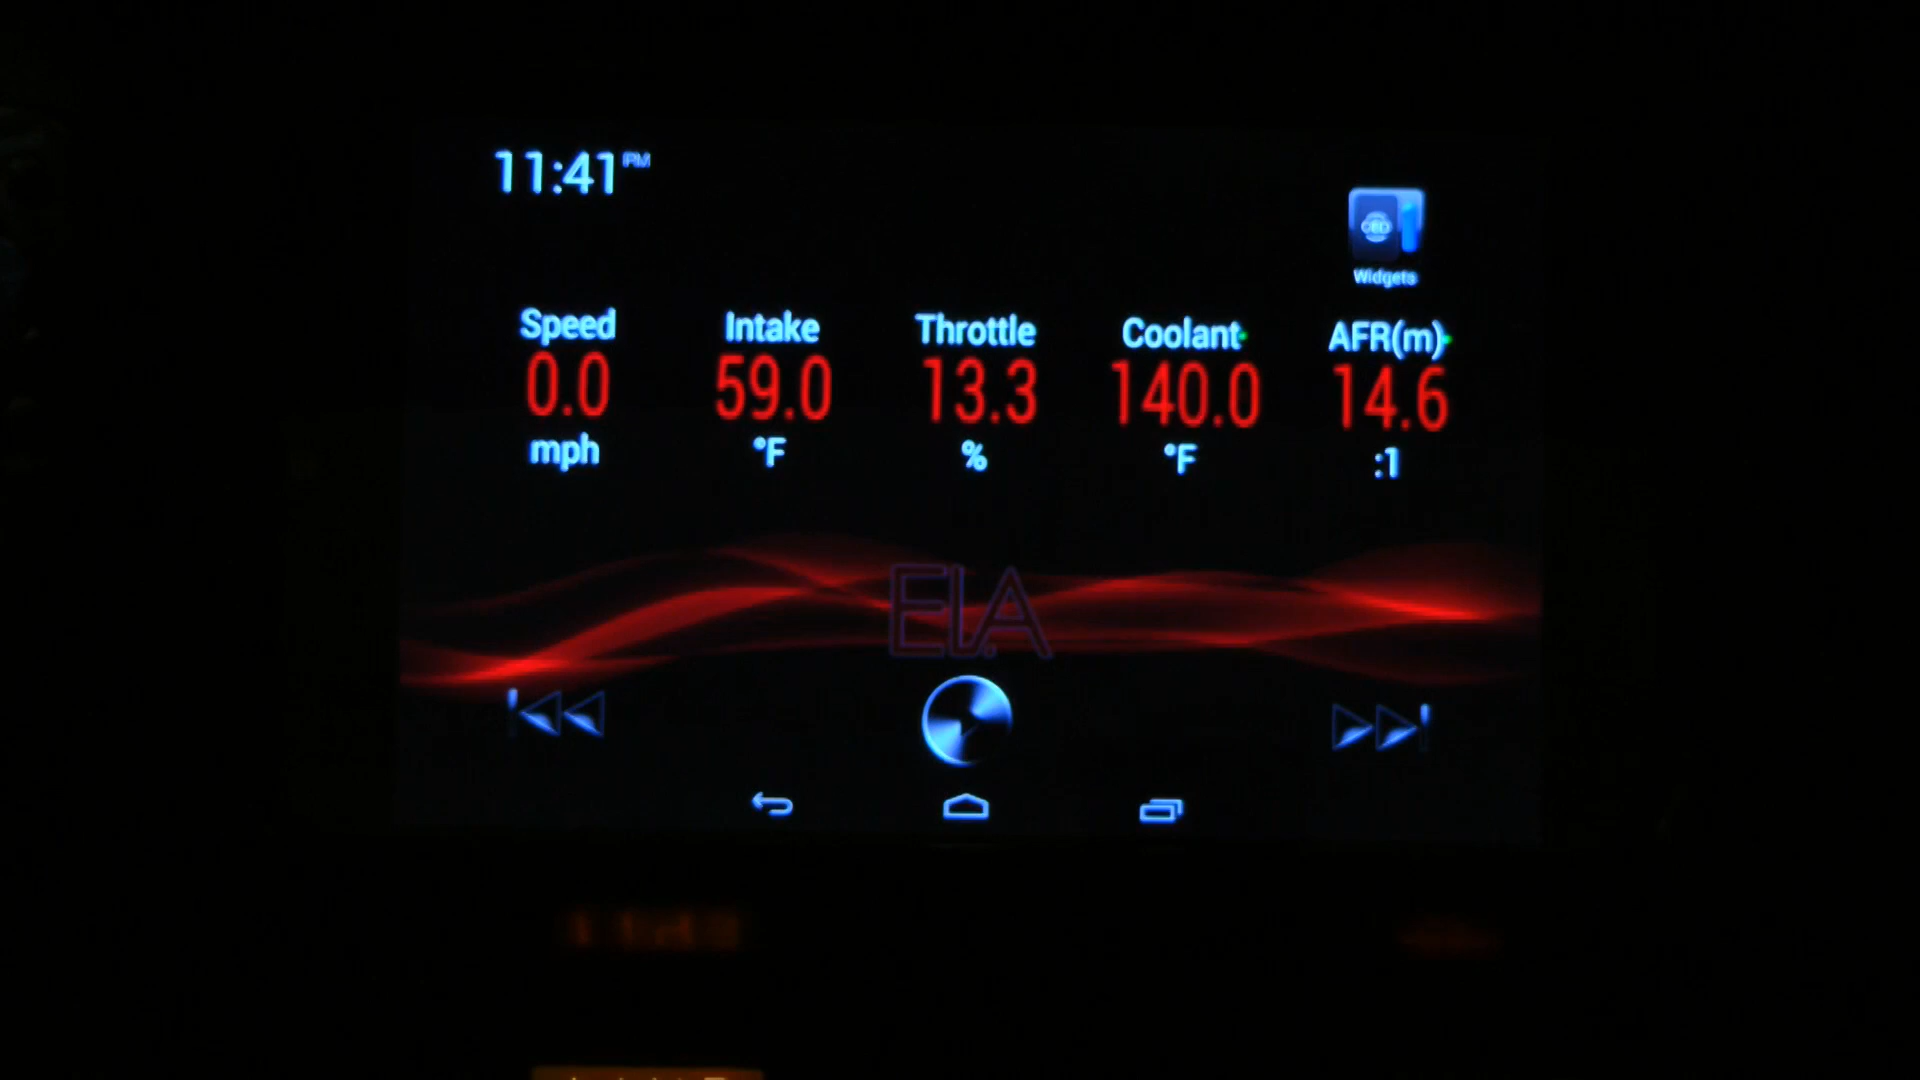 11:41 PM
OBD
Widgets
Speed Intake Throttle Coolant AFR(m)
0.0 59.0 13.3 140.0 14.6
mph °F % °F :1